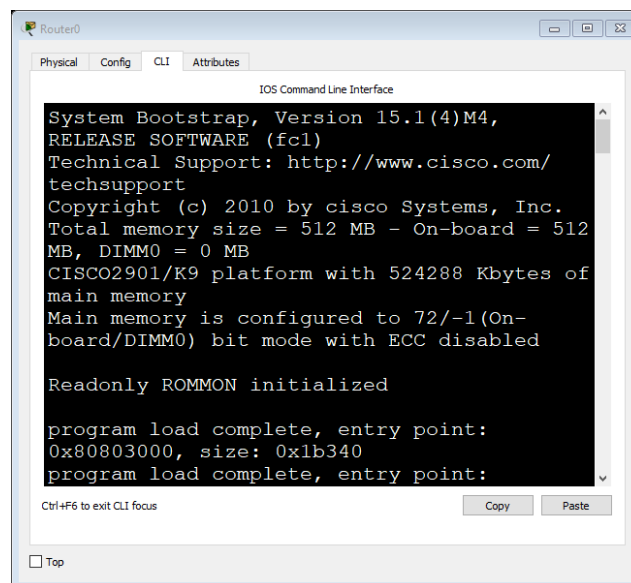 Router0
Physical Config CLI Attributes
IOS Command Line Interface
System Bootstrap, Version 15.1(4)M4,
RELEASE SOFTWARE (fc1)
Technical Support: http://www.cisco.com/
techsupport
Copyright (c) 2010 by cisco Systems, Inc.
Total memory size = 512 MB - On-board = 512
MB, DIMM0 = 0 MB
CISCO2901/K9 platform with 524288 Kbytes of
main memory
Main memory is configured to 72/-1(On-
board/DIMM0) bit mode with ECC disabled
Readonly ROMMON initialized
program load complete, entry point:
0x80803000, size: 0x1b340
program load complete, entry point:
Ctrl+F6 to exit CLI focus Copy Paste
Top